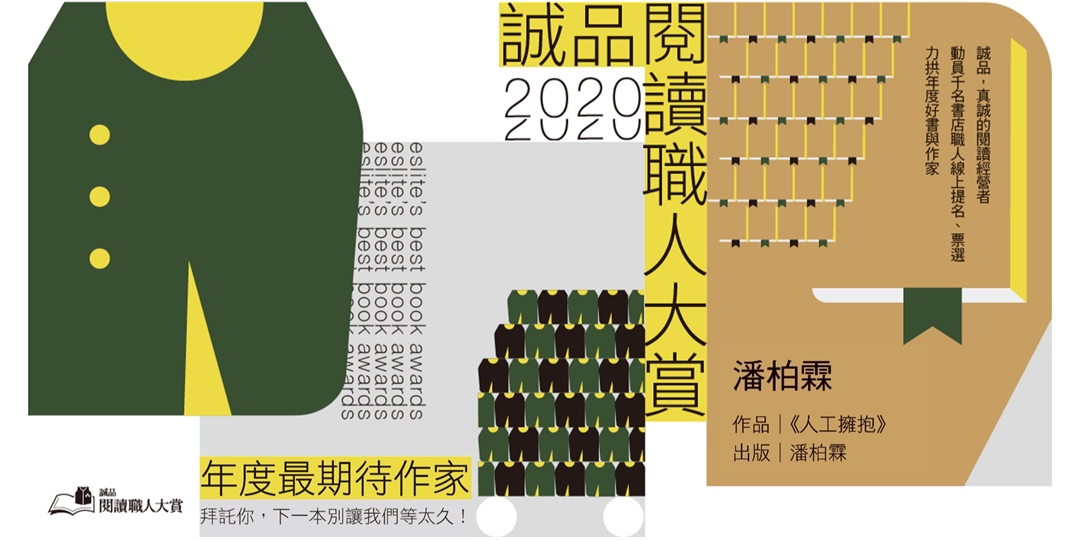 誠品閱讀職人大賞
2020
2020
eslite's best book awards
eslite's best book awards
eslite's best book awards
eslite's best book awards
誠品，真誠的閱讀經營者
動員千名書店職人線上提名、票選
力拱年度好書與作家
潘柏霖
作品｜《人工擁抱》
出版｜潘柏霖
年度最期待作家
拜託你，下一本別讓我們等太久！
誠品
閱讀職人大賞